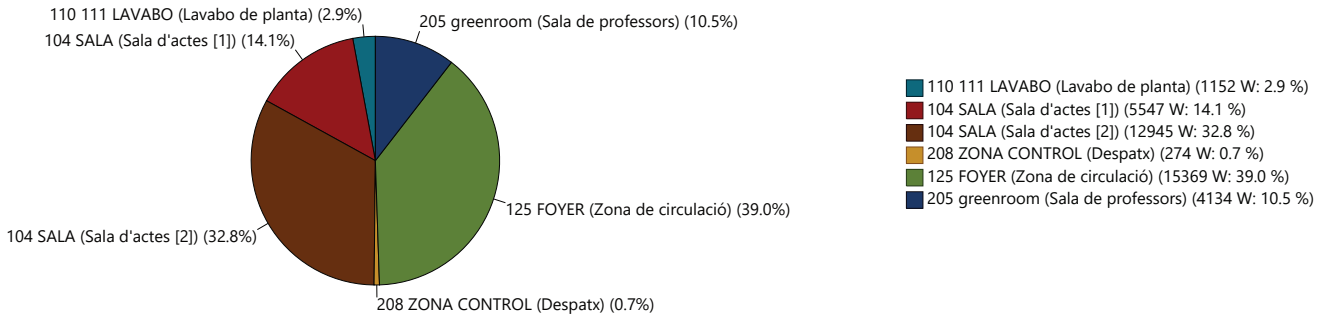 110 111 LAVABO (Lavabo de planta) (2.9%)
205 greenroom (Sala de professors) (10.5%)
104 SALA (Sala d'actes [1]) (14.1%)
125 FOYER (Zona de circulació) (39.0%)
104 SALA (Sala d'actes [2]) (32.8%)
208 ZONA CONTROL (Despatx) (0.7%)
110 111 LAVABO (Lavabo de planta) (1152 W: 2.9 %)
104 SALA (Sala d'actes [1]) (5547 W: 14.1 %)
104 SALA (Sala d'actes [2]) (12945 W: 32.8 %)
208 ZONA CONTROL (Despatx) (274 W: 0.7 %)
125 FOYER (Zona de circulació) (15369 W: 39.0 %)
205 greenroom (Sala de professors) (4134 W: 10.5 %)